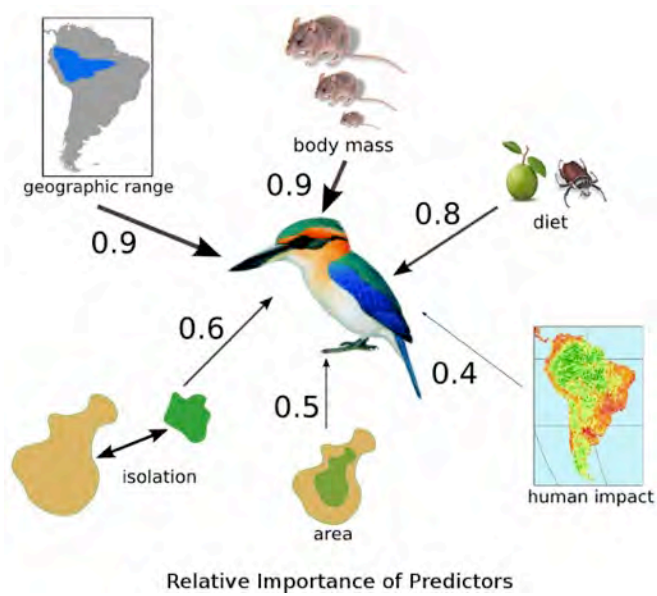 body mass
geographic range
0.9
0.9
0.8
diet
0.6
0.4
0.5
isolation
human impact
area
Relative Importance of Predictors